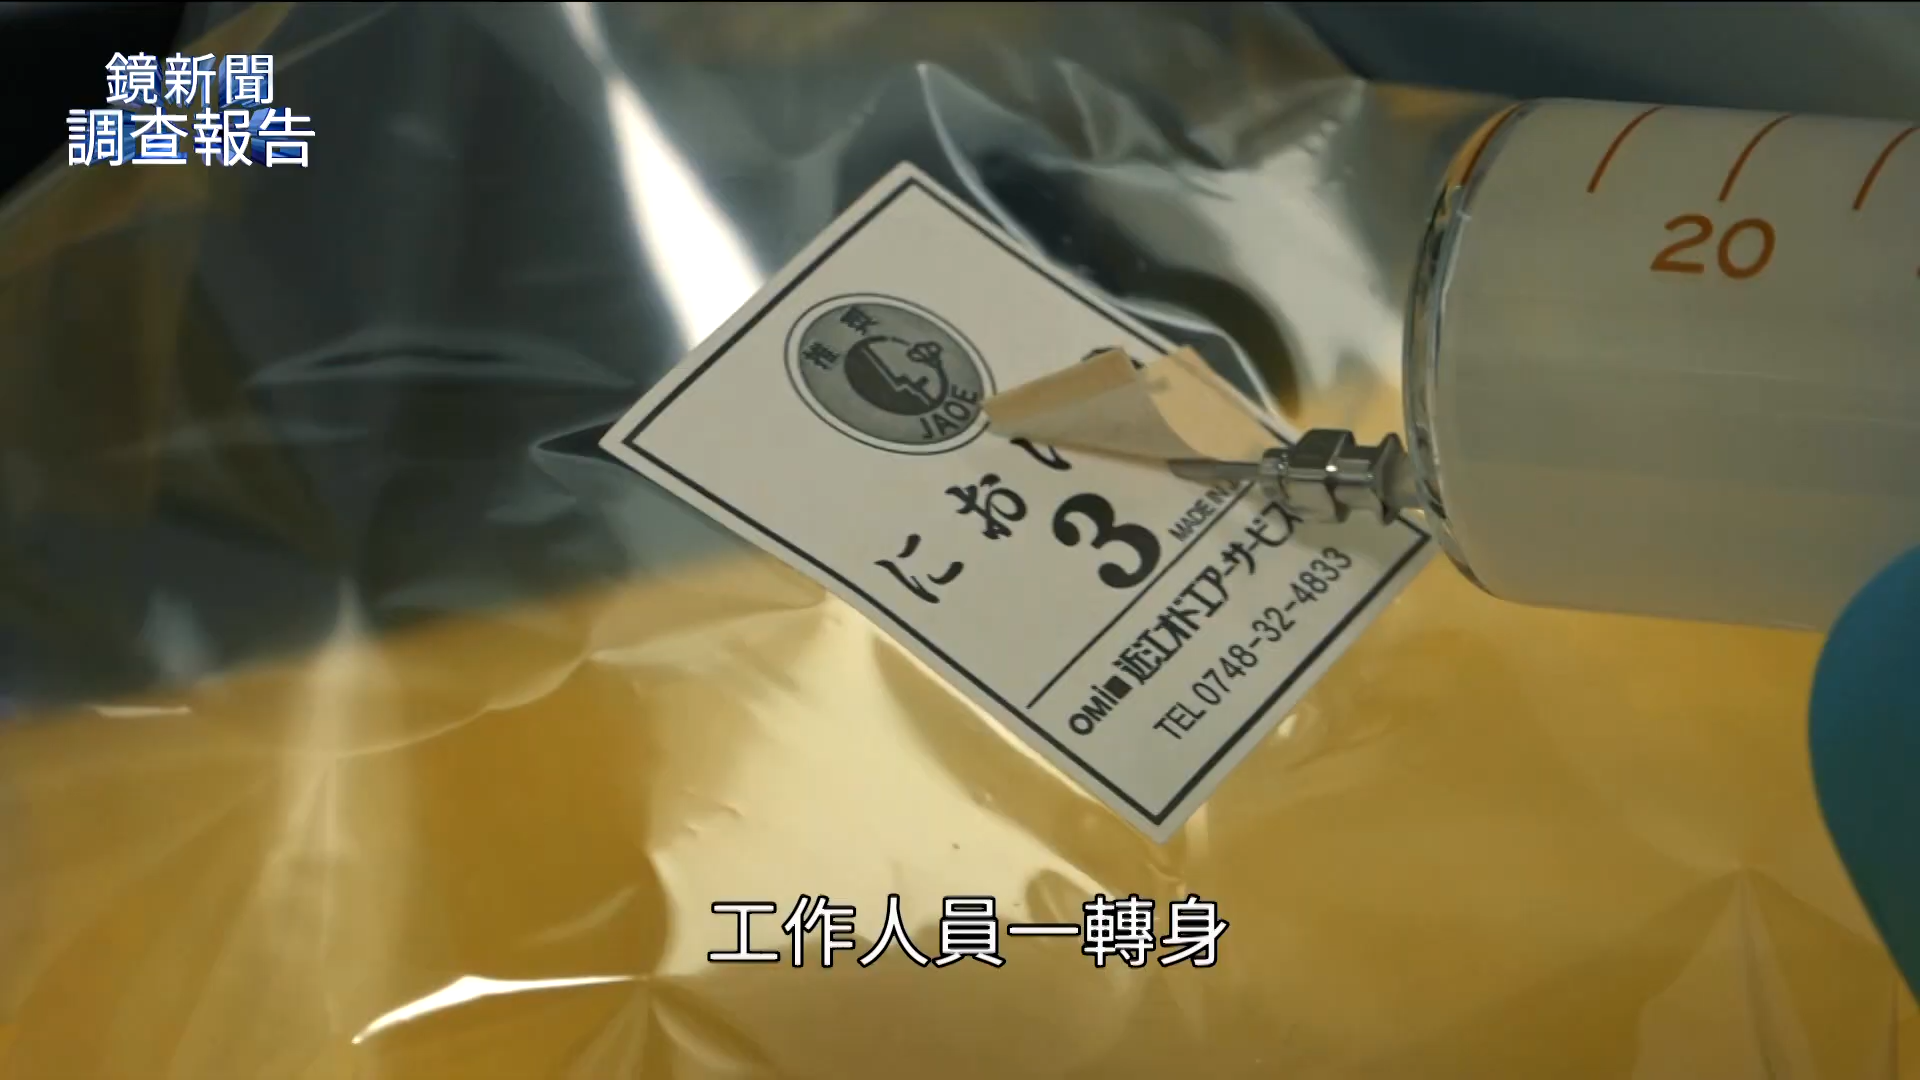 鏡新聞
調查報告
20
推奨
JAOE
におい
3
MADE IN
OMi■近江オドエアーサービス
TEL 0748-32-4833
工作人員一轉身